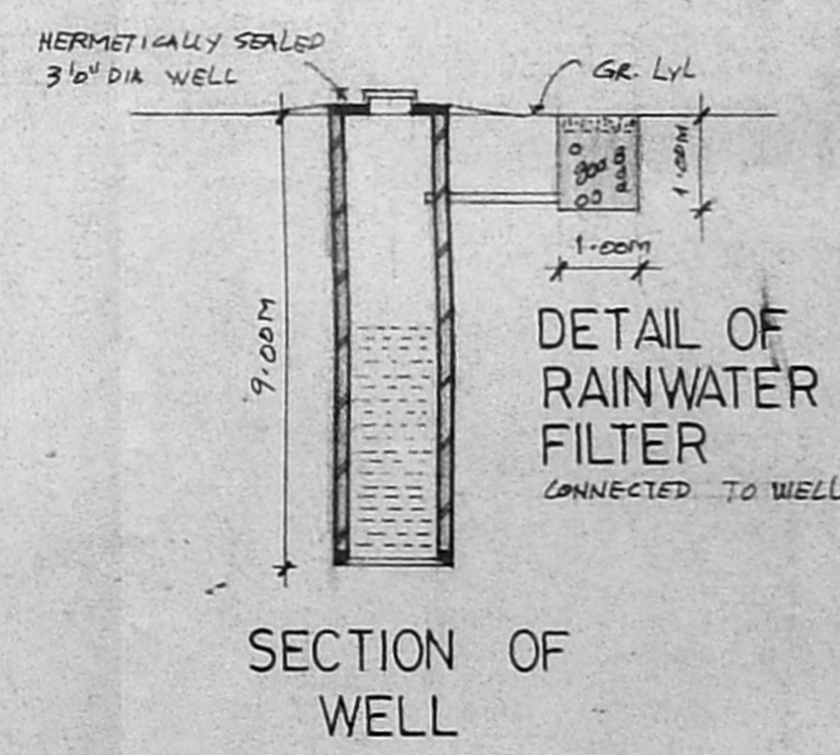 HERMETICALLY SEALED
3'0" DIA WELL
GR. LVL
1.00M
1.00M
9.00M
DETAIL OF
RAINWATER
FILTER
CONNECTED TO WELL
SECTION OF
WELL